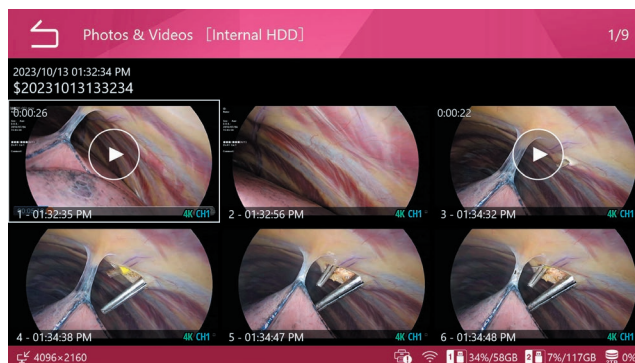 Photos & Videos [Internal HDD] 1/9
2023/10/13 01:32:34 PM
$20231013133234
0:00:26
0:00:22
1 - 01:32:35 PM 4K CH1
2 - 01:32:56 PM 4K CH1
3 - 01:34:32 PM 4K CH1
4 - 01:34:38 PM 4K CH1
5 - 01:34:47 PM 4K CH1
6 - 01:34:48 PM 4K CH1
4096×2160 1 34%/58GB 2 7%/117GB 0%